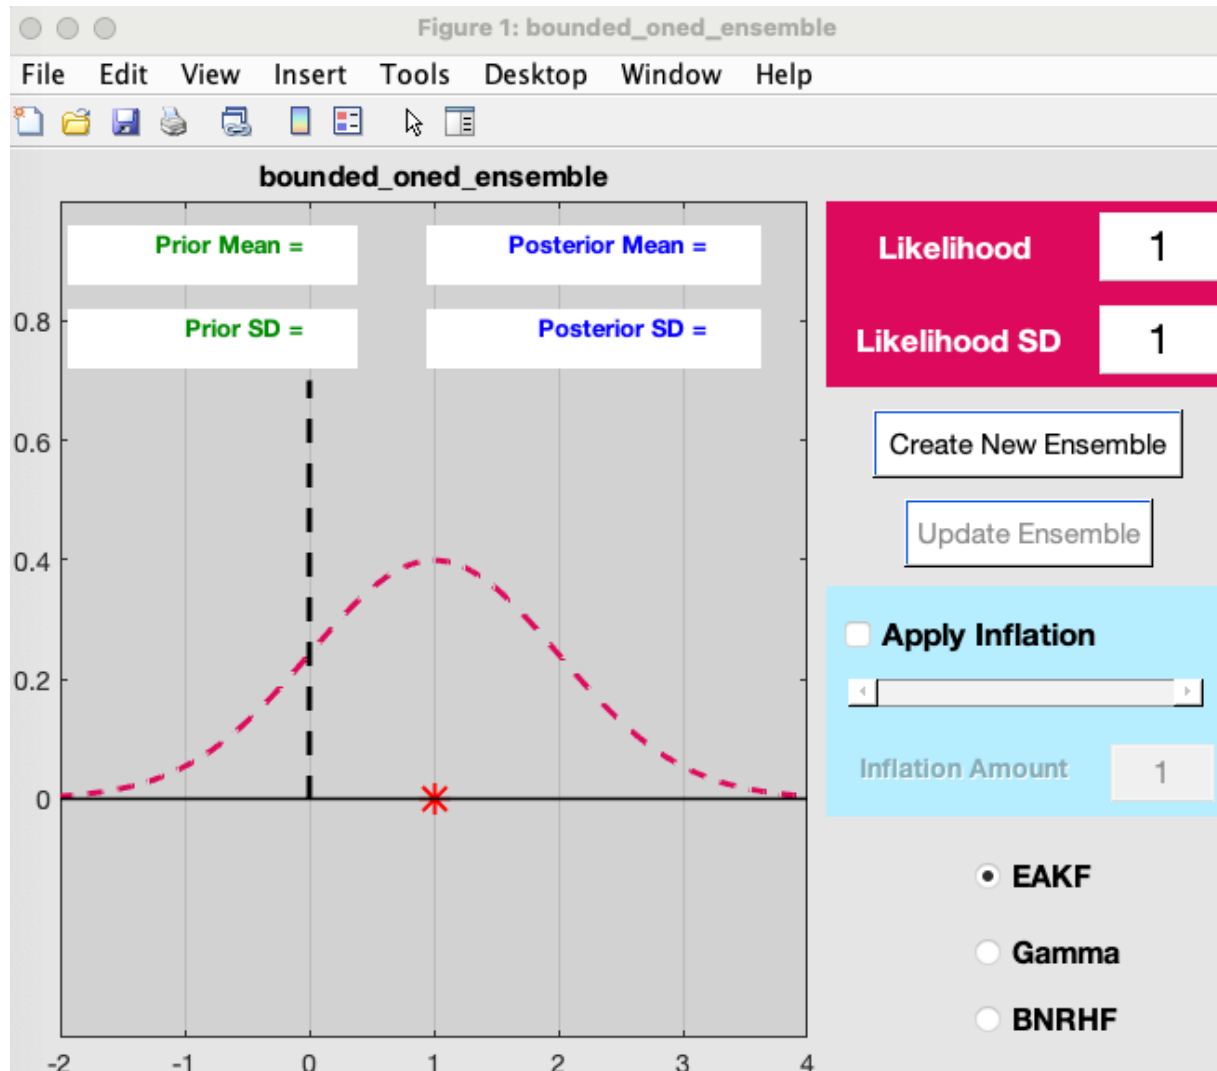 Figure 1: bounded_oned_ensemble
File Edit View Insert Tools Desktop Window Help
bounded_oned_ensemble
Prior Mean =
Posterior Mean =
Prior SD =
Posterior SD =
0.8
0.6
0.4
0.2
0
-2 -1 0 1 2 3 4
Likelihood 1
Likelihood SD 1
Create New Ensemble
Update Ensemble
Apply Inflation
Inflation Amount 1
EAKF
Gamma
BNRHF